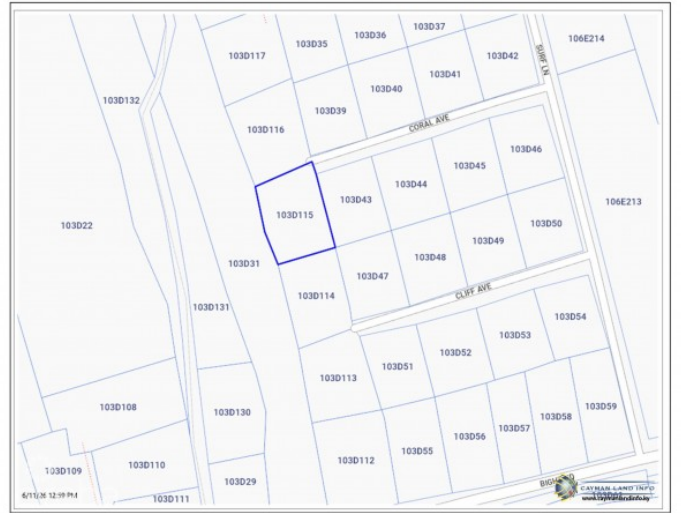 103D37
103D36
103D35
103D117
106E214
SURF LN
103D42
103D41
103D40
103D39
103D132
CORAL AVE
103D116
103D46
103D45
103D44
103D43
103D115
106E213
103D22
103D50
103D49
103D48
103D47
103D31
CLIFF AVE
103D114
103D131
103D54
103D53
103D52
103D51
103D113
103D108
103D130
103D59
103D58
103D57
103D56
103D55
103D112
103D110
103D109
103D29
103D111
CAYMAN LAND INFO
www.caymanlandinfo.ky
6/11/26 12:59 PM